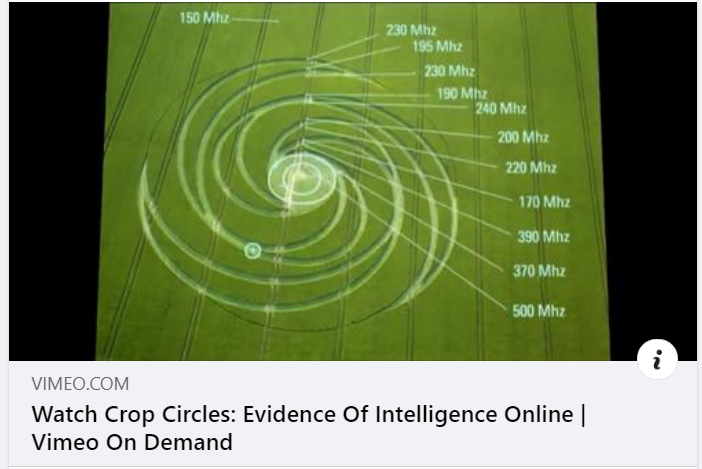 150 Mhz
230 Mhz
195 Mhz
230 Mhz
190 Mhz
240 Mhz
200 Mhz
220 Mhz
170 Mhz
390 Mhz
370 Mhz
500 Mhz
i
VIMEO.COM
Watch Crop Circles: Evidence Of Intelligence Online |
Vimeo On Demand